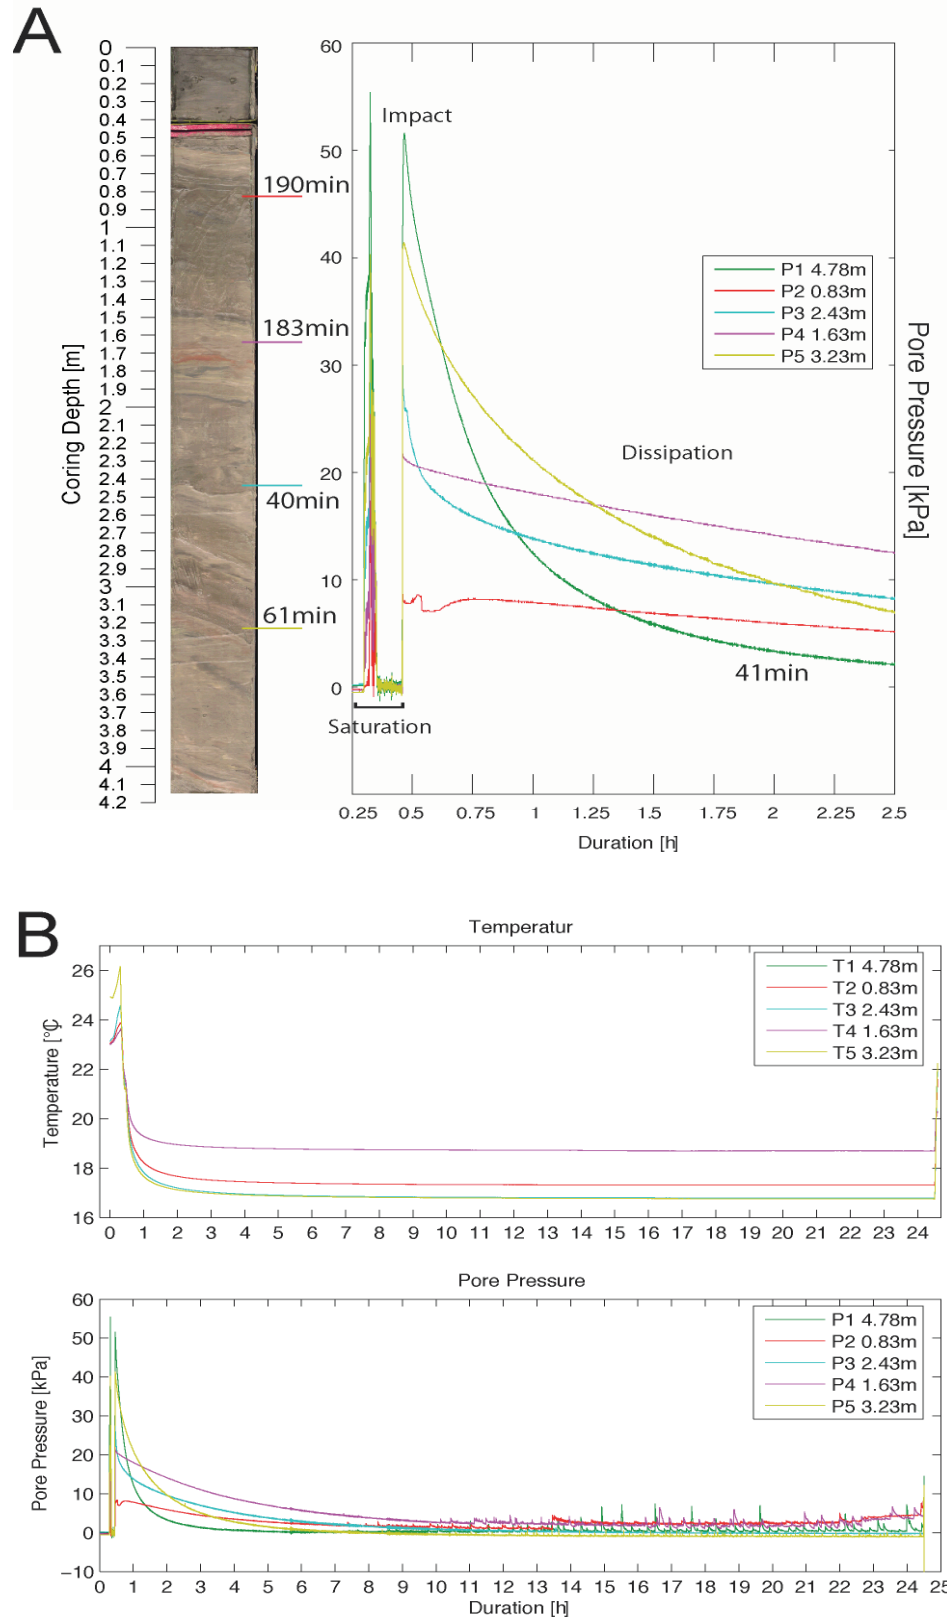 A
0
0.1
0.2
0.3
0.4
0.5
0.6
0.7
0.8
0.9
1
1.1
1.2
1.3
1.4
1.5
1.6
1.7
1.8
1.9
2
2.1
2.2
2.3
2.4
2.5
2.6
2.7
2.8
2.9
3
3.1
3.2
3.3
3.4
3.5
3.6
3.7
3.8
3.9
4
4.1
4.2
Coring Depth [m]
190min
183min
40min
61min
60
50
40
30
20
10
0
Impact
P1 4.78m
P2 0.83m
P3 2.43m
P4 1.63m
P5 3.23m
Dissipation
41min
Saturation
Pore Pressure [kPa]
0.25 0.5 0.75 1 1.25 1.5 1.75 2 2.25 2.5
Duration [h]
B
Temperatur
26
24
22
20
18
16
Temperature [°C]
T1 4.78m
T2 0.83m
T3 2.43m
T4 1.63m
T5 3.23m
0 1 2 3 4 5 6 7 8 9 10 11 12 13 14 15 16 17 18 19 20 21 22 23 24
Pore Pressure
60
50
40
30
20
10
0
−10
Pore Pressure [kPa]
P1 4.78m
P2 0.83m
P3 2.43m
P4 1.63m
P5 3.23m
0 1 2 3 4 5 6 7 8 9 10 11 12 13 14 15 16 17 18 19 20 21 22 23 24 25
Duration [h]